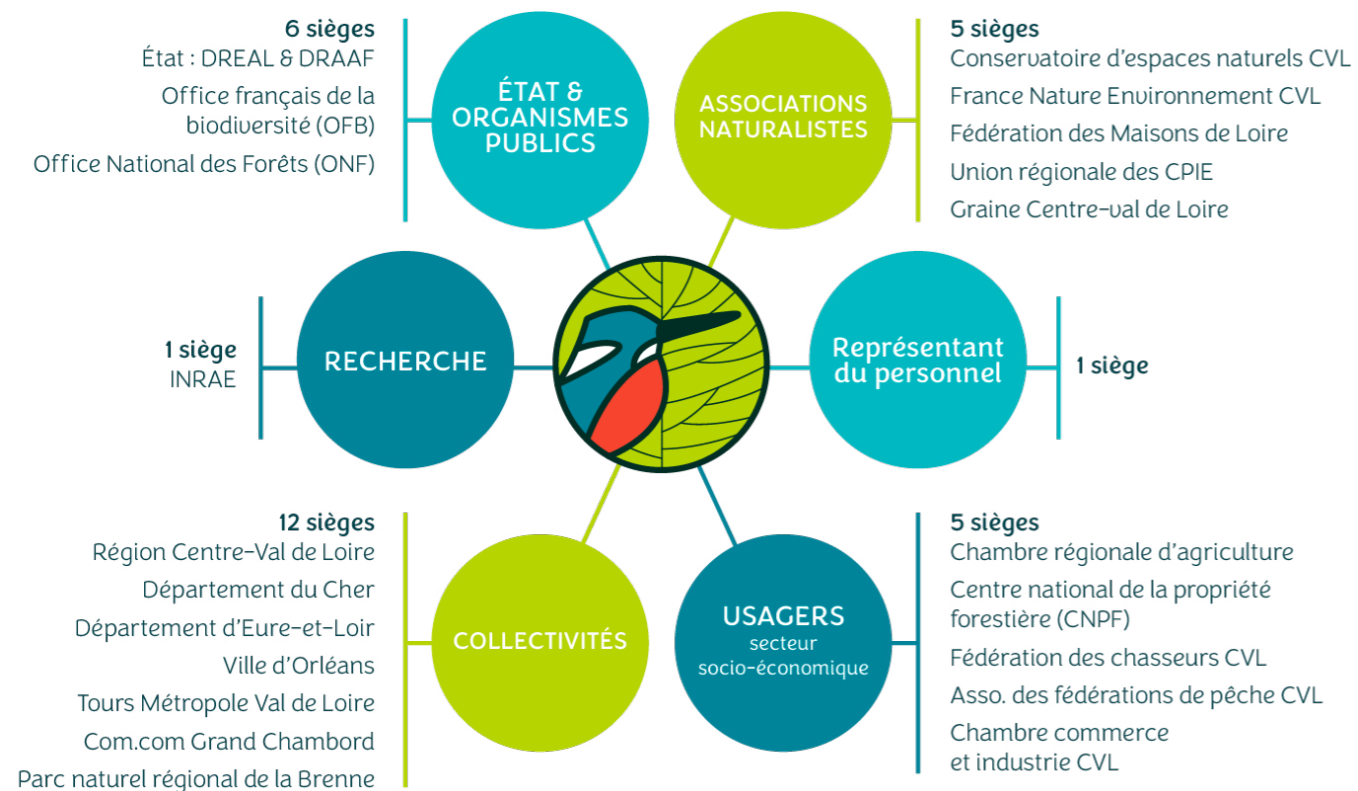 6 sièges
État : DREAL & DRAAF
Office français de la
biodiversité (OFB)
Office National des Forêts (ONF)
ÉTAT &
ORGANISMES
PUBLICS
ASSOCIATIONS
NATURALISTES
5 sièges
Conservatoire d'espaces naturels CVL
France Nature Environnement CVL
Fédération des Maisons de Loire
Union régionale des CPIE
Graine Centre-val de Loire
1 siège
INRAE
RECHERCHE
Représentant
du personnel
1 siège
12 sièges
Région Centre-Val de Loire
Département du Cher
Département d'Eure-et-Loir
Ville d'Orléans
Tours Métropole Val de Loire
Com.com Grand Chambord
Parc naturel régional de la Brenne
COLLECTIVITÉS
USAGERS
secteur
socio-économique
5 sièges
Chambre régionale d'agriculture
Centre national de la propriété
forestière (CNPF)
Fédération des chasseurs CVL
Asso. des fédérations de pêche CVL
Chambre commerce
et industrie CVL